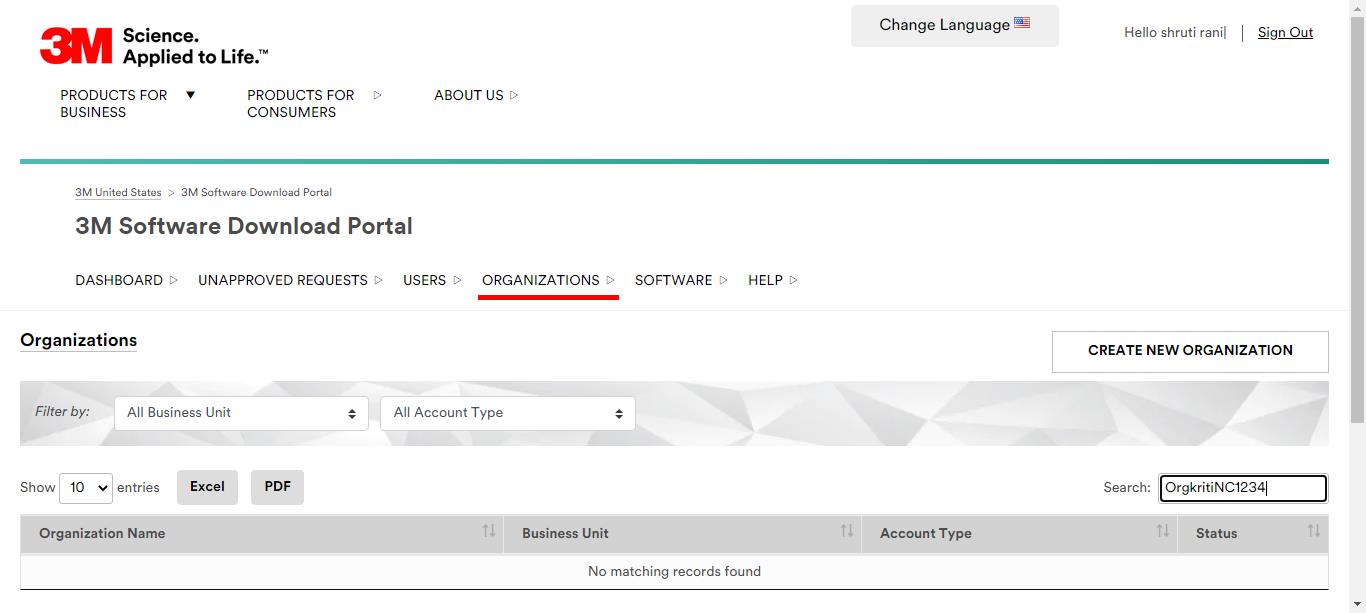 3M Science.
Applied to Life.™
Change Language
Hello shruti rani| | Sign Out
PRODUCTS FOR BUSINESS ▼
PRODUCTS FOR CONSUMERS ▷
ABOUT US ▷
3M United States > 3M Software Download Portal
3M Software Download Portal
DASHBOARD ▷ UNAPPROVED REQUESTS ▷ USERS ▷ ORGANIZATIONS ▷ SOFTWARE ▷ HELP ▷
Organizations
CREATE NEW ORGANIZATION
Filter by: All Business Unit All Account Type
Show 10 entries Excel PDF Search: OrgkritiNC1234
Organization Name Business Unit Account Type Status
No matching records found